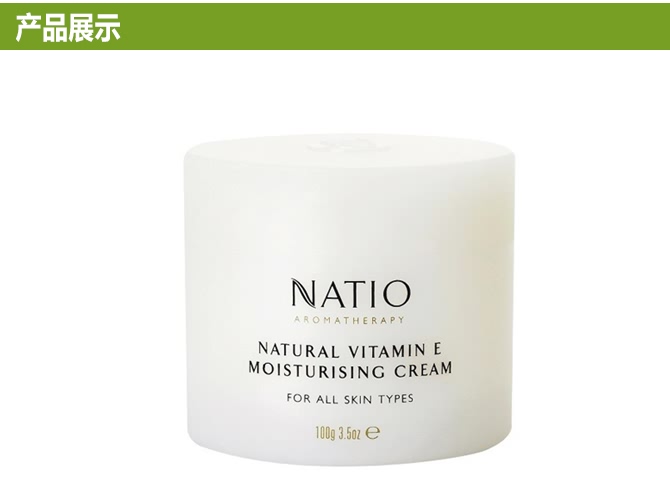 产品展示
NATIO
AROMATHERAPY
NATURAL VITAMIN E
MOISTURISING CREAM
FOR ALL SKIN TYPES
100g 3.5oz ℮